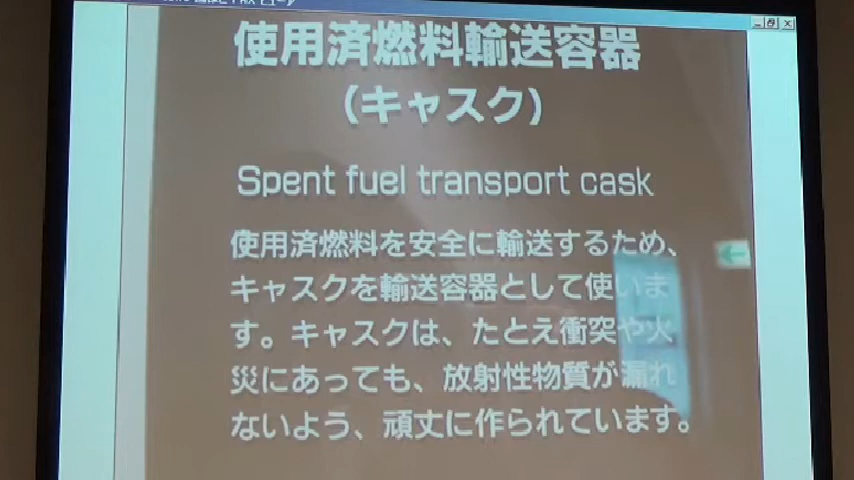 使用済燃料輸送容器
(キャスク)
Spent fuel transport cask
使用済燃料を安全に輸送するため、
キャスクを輸送容器として使いま
す。キャスクは、たとえ衝突や火
災にあっても、放射性物質が漏れ
ないよう、頑丈に作られています。